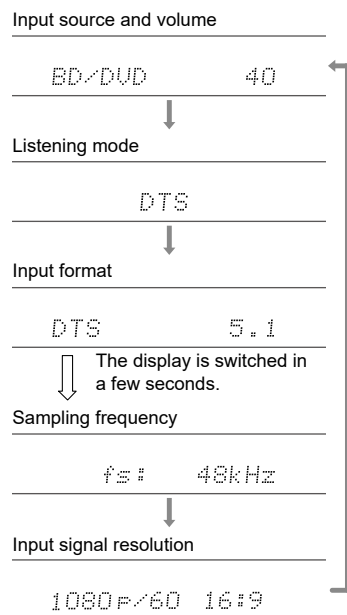 Input source and volume
BD/DVD 40
Listening mode
DTS
Input format
DTS 5.1
The display is switched in
a few seconds.
Sampling frequency
fs: 48kHz
Input signal resolution
1080p/60 16:9